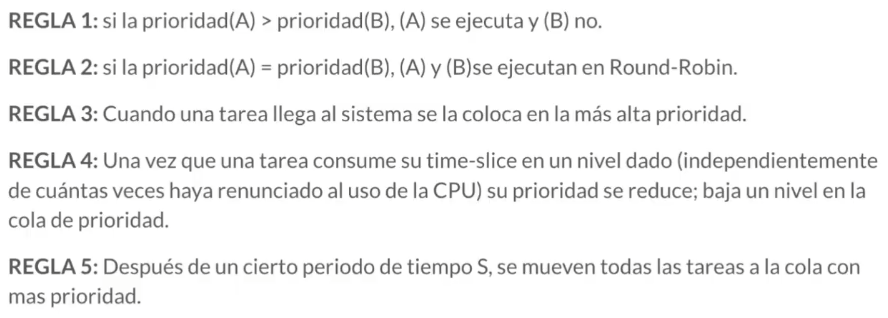 REGLA 1: si la prioridad(A) > prioridad(B), (A) se ejecuta y (B) no.
REGLA 2: si la prioridad(A) = prioridad(B), (A) y (B)se ejecutan en Round-Robin.
REGLA 3: Cuando una tarea llega al sistema se la coloca en la más alta prioridad.
REGLA 4: Una vez que una tarea consume su time-slice en un nivel dado (independientemente
de cuántas veces haya renunciado al uso de la CPU) su prioridad se reduce; baja un nivel en la
cola de prioridad.
REGLA 5: Después de un cierto periodo de tiempo S, se mueven todas las tareas a la cola con
mas prioridad.